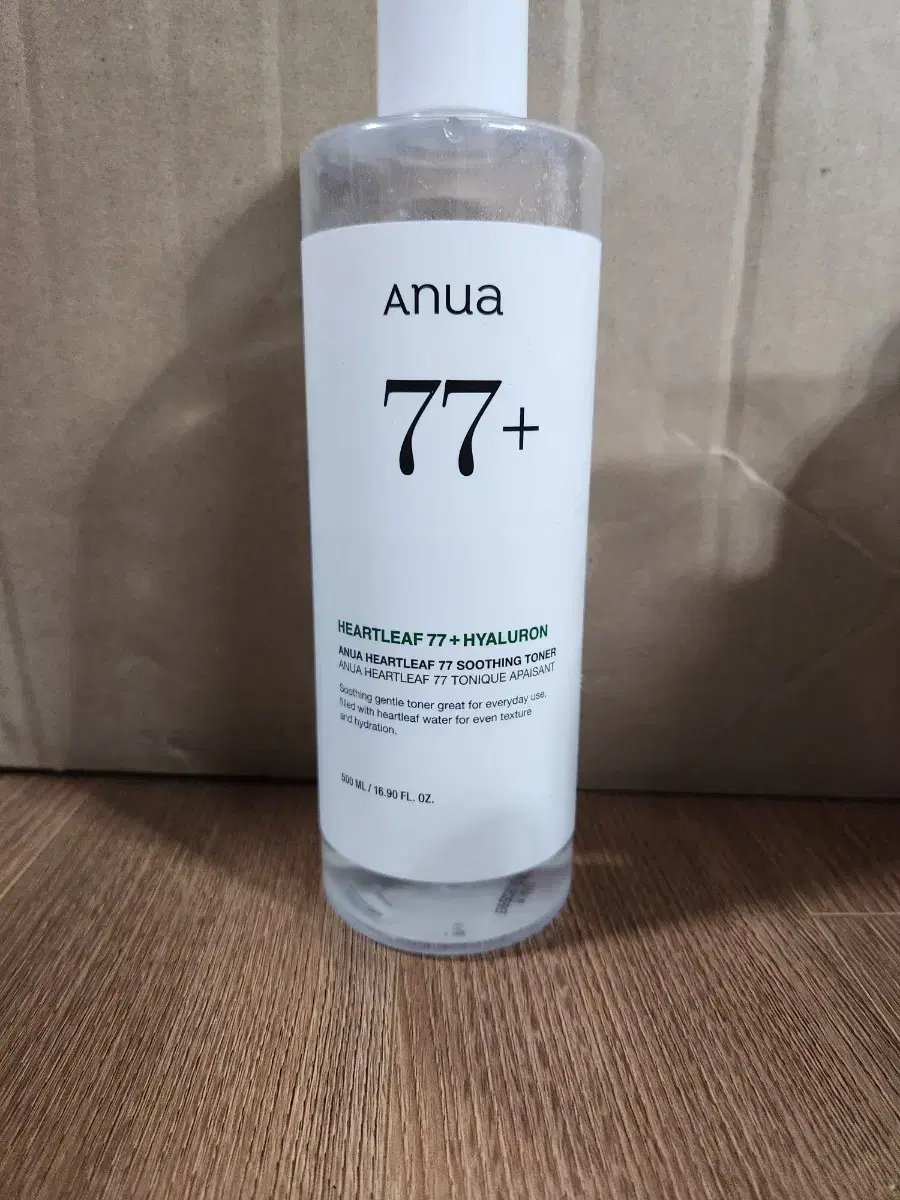 Anua
77+
HEARTLEAF 77+HYALURON
ANUA HEARTLEAF 77 SOOTHING TONER
ANUA HEARTLEAF 77 TONIQUE APAISANT
Soothing gentle toner great for everyday use,
filled with heartleaf water for even texture
and hydration.
500 ML / 16.90 FL. OZ.